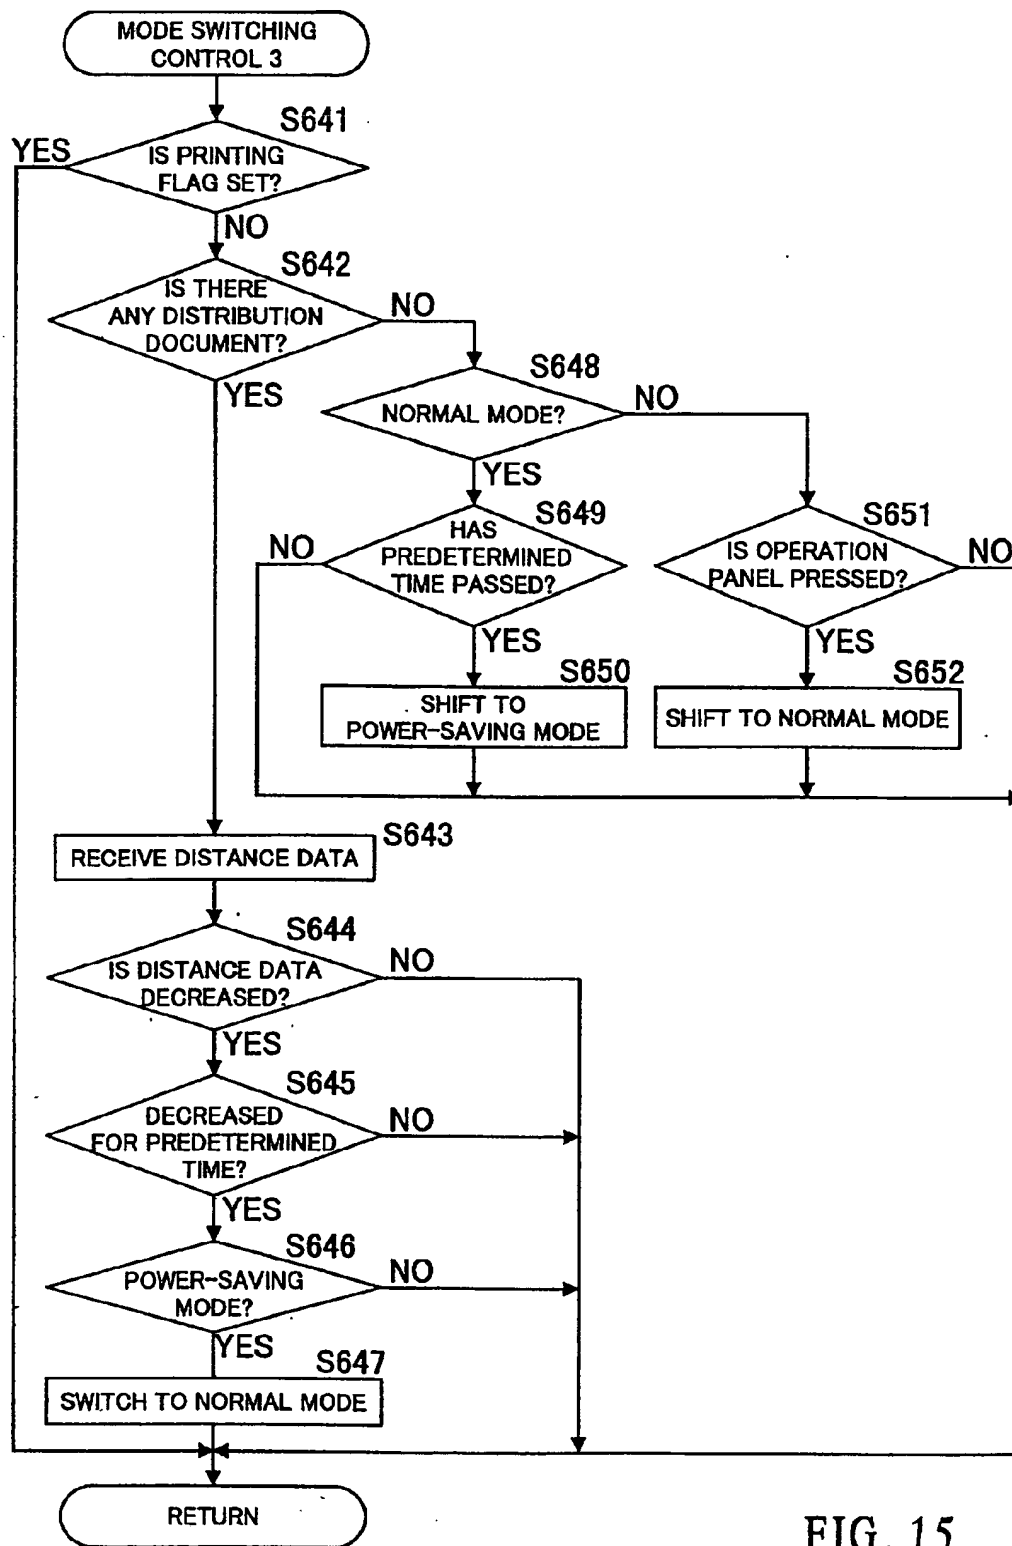 MODE SWITCHING
CONTROL 3
S641
YES
IS PRINTING
FLAG SET?
NO
S642
IS THERE
ANY DISTRIBUTION
DOCUMENT?
NO
YES
S648
NORMAL MODE?
NO
YES
S649
HAS
PREDETERMINED
TIME PASSED?
NO
YES
S651
IS OPERATION
PANEL PRESSED?
NO
YES
S650
SHIFT TO
POWER-SAVING MODE
S652
SHIFT TO NORMAL MODE
S643
RECEIVE DISTANCE DATA
S644
IS DISTANCE DATA
DECREASED?
NO
YES
S645
DECREASED
FOR PREDETERMINED
TIME?
NO
YES
S646
POWER-SAVING
MODE?
NO
YES
S647
SWITCH TO NORMAL MODE
RETURN
FIG. 15